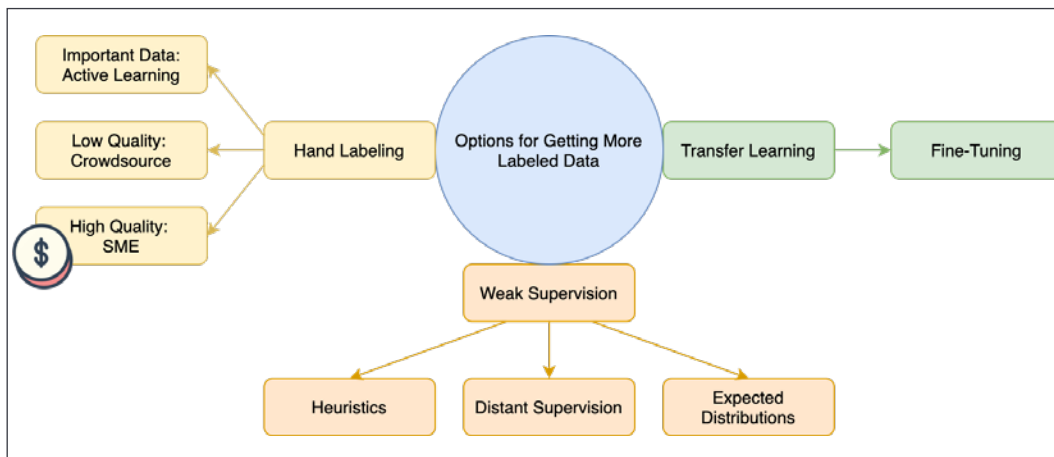 Important Data:
Active Learning
Low Quality:
Crowdsource
High Quality:
SME
$
Hand Labeling
Options for Getting More
Labeled Data
Transfer Learning
Fine-Tuning
Weak Supervision
Heuristics
Distant Supervision
Expected
Distributions